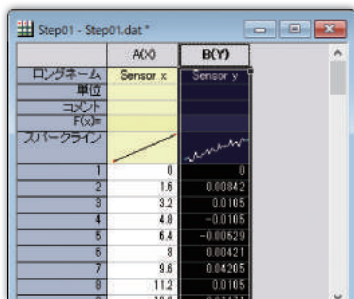 Step01 - Step01.dat *
A(X) B(Y)
ロングネーム Sensor x Sensor y
単位
コメント
F(x)=
スパークライン
1 0 0
2 1.6 0.00842
3 3.2 0.0105
4 4.8 -0.0105
5 6.4 -0.00629
6 8 0.00421
7 9.6 0.04205
8 11.2 0.0105